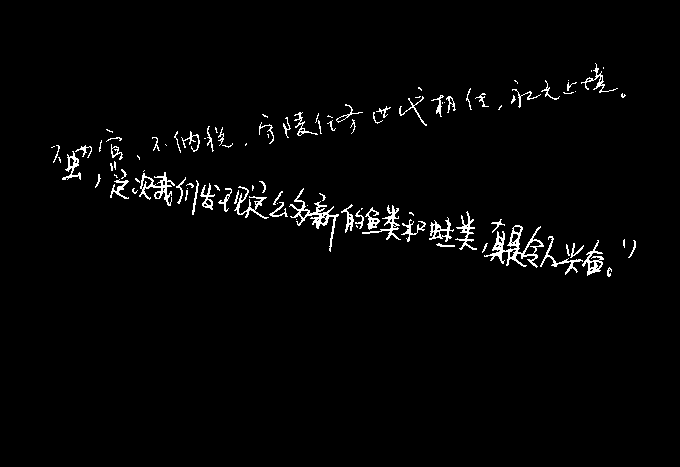 不为官、不纳税,守陵任务世代相传,永无止境。
虫,这次我们发现这么多新的鱼类和蛙类,真是令人兴奋。”